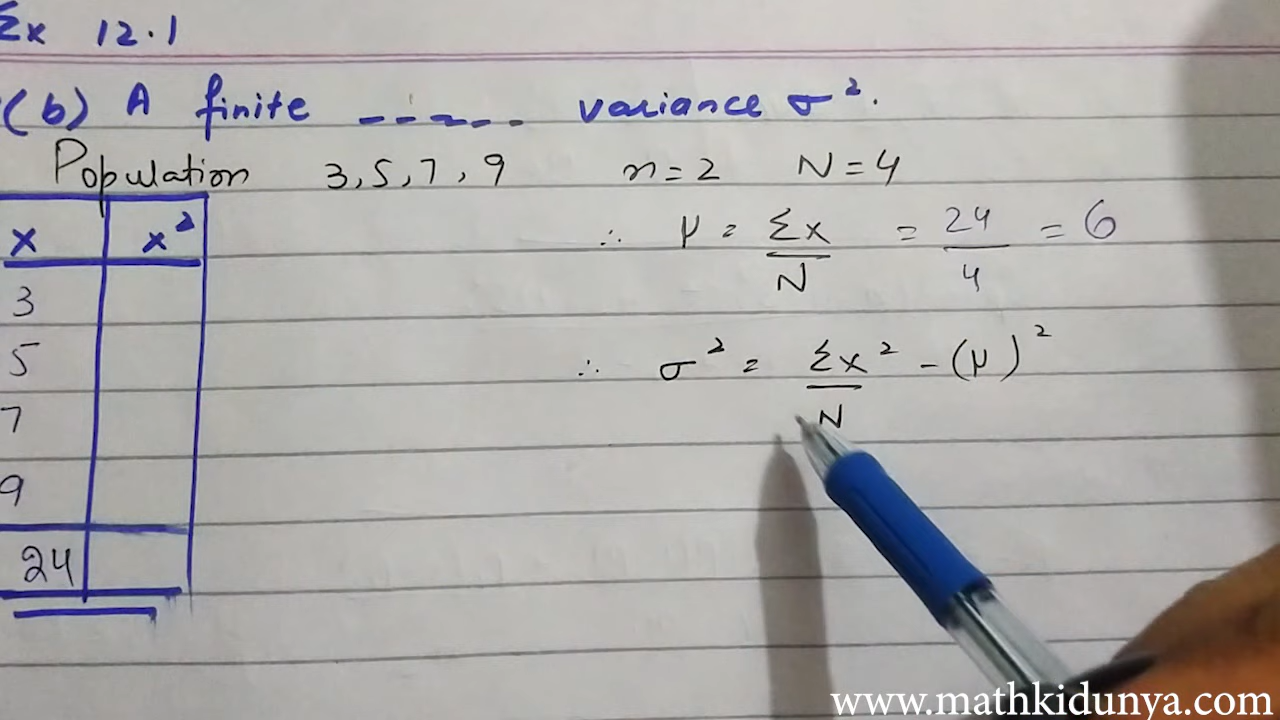 Ex 12.1
(b) A finite ------ variance σ².
Population 3, 5, 7, 9 n = 2 N = 4
x x²
3
5
7
9
24
∴ μ = Σx / N = 24 / 4 = 6
∴ σ² = Σx² / N - (μ)²
www.mathkidunya.com